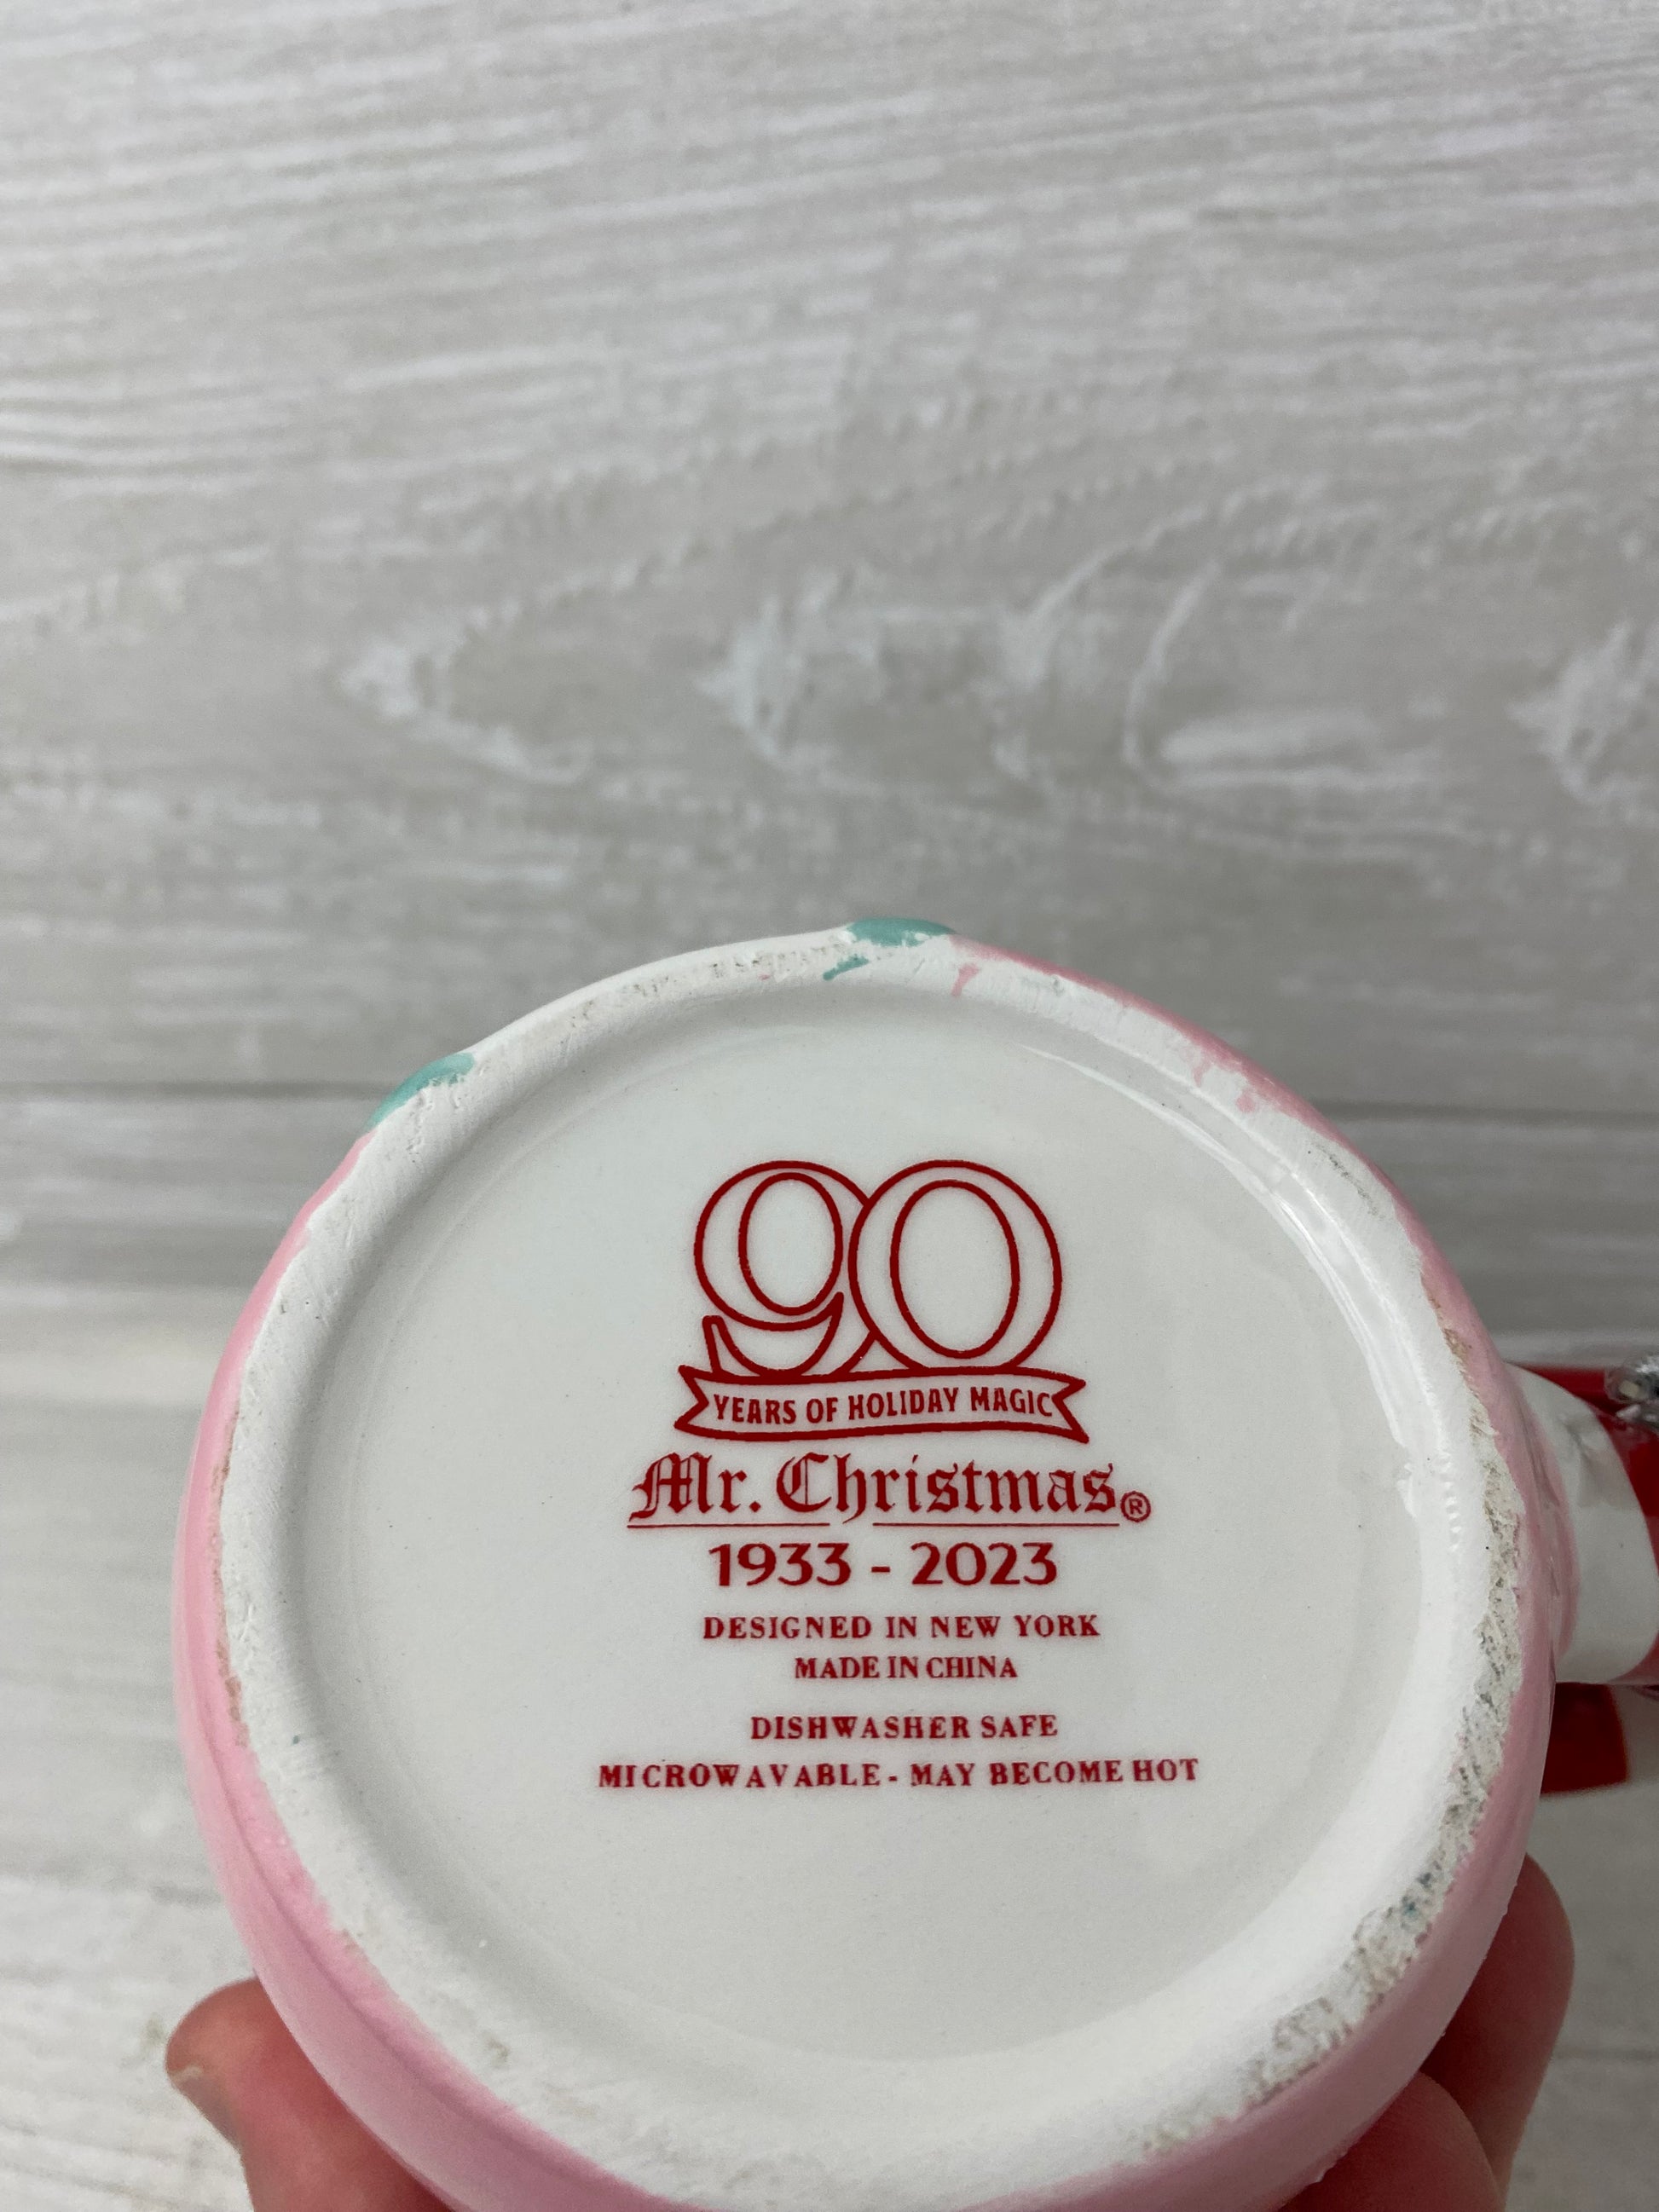 90
YEARS OF HOLIDAY MAGIC
Mr. Christmas®
1933 - 2023
DESIGNED IN NEW YORK
MADE IN CHINA
DISHWASHER SAFE
MICROWAVABLE - MAY BECOME HOT